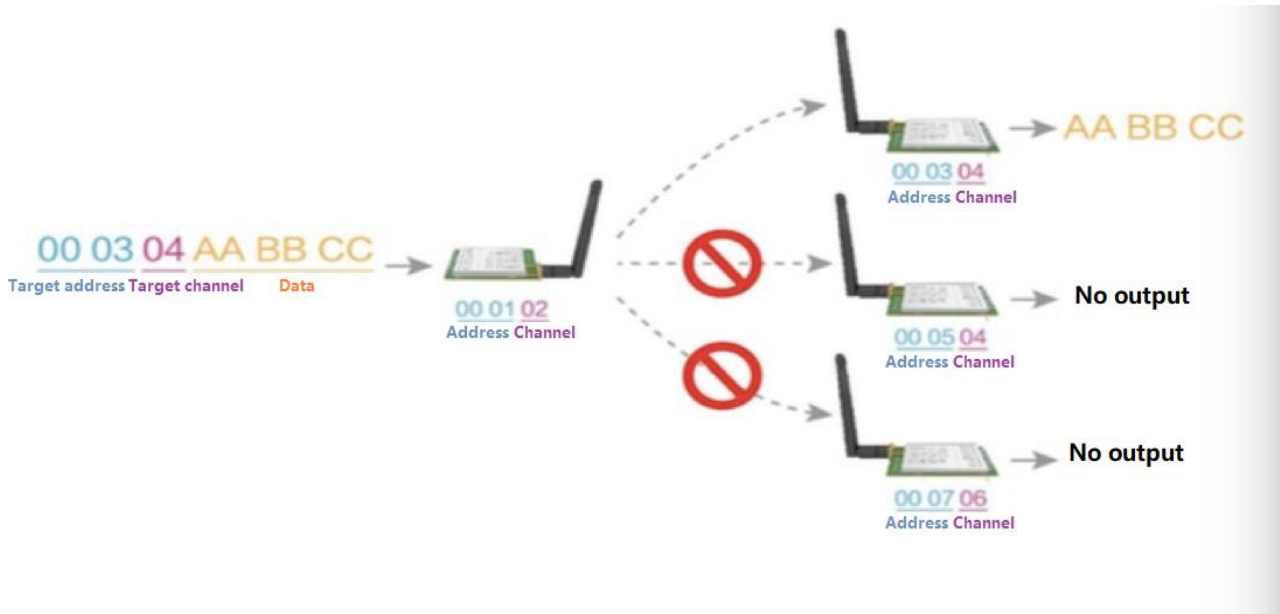 00 03 04 AA BB CC
Target address Target channel Data
00 01 02
Address Channel
AA BB CC
00 03 04
Address Channel
No output
00 05 04
Address Channel
No output
00 07 06
Address Channel